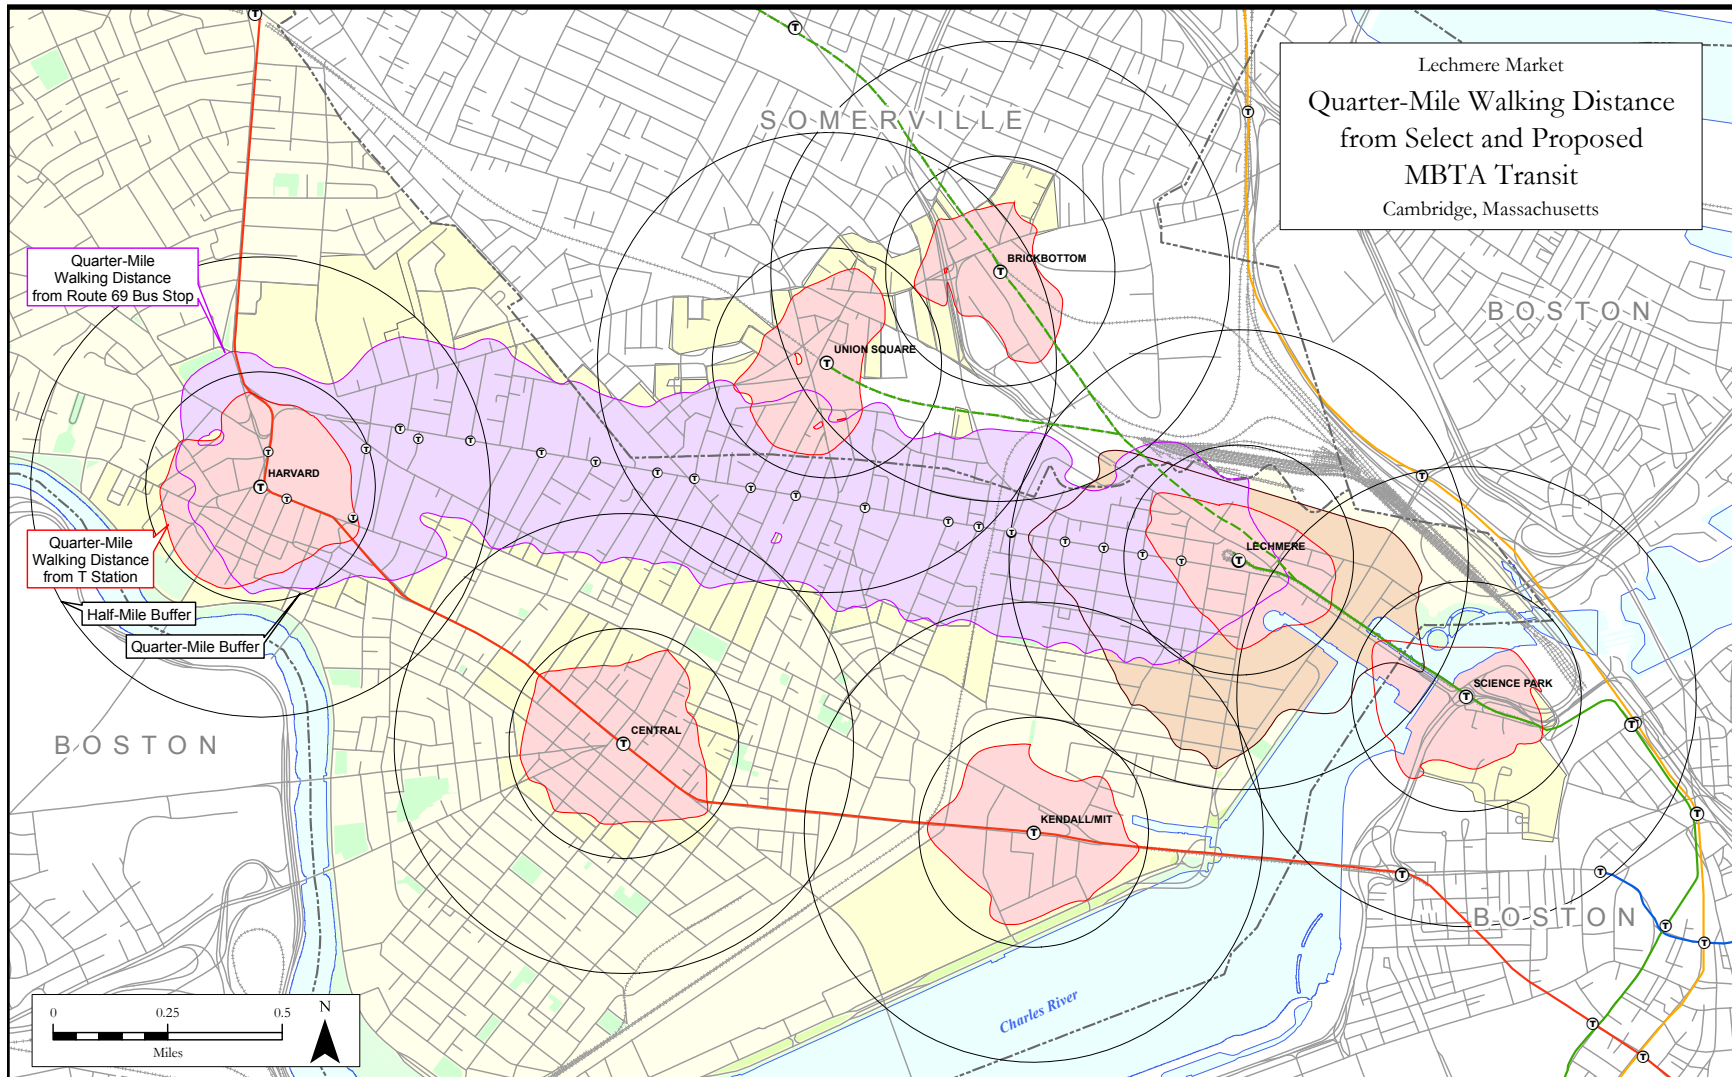 Lechmere Market
Quarter-Mile Walking Distance
from Select and Proposed
MBTA Transit
Cambridge, Massachusetts
SOMERVILLE
BRICKBOTTOM
BOSTON
Quarter-Mile
Walking Distance
from Route 69 Bus Stop
UNION SQUARE
HARVARD
Quarter-Mile
Walking Distance
from T Station
LECHMERE
Half-Mile Buffer
Quarter-Mile Buffer
SCIENCE PARK
CENTRAL
BOSTON
KENDALL/MIT
BOSTON
Charles River
0 0.25 0.5
Miles
N